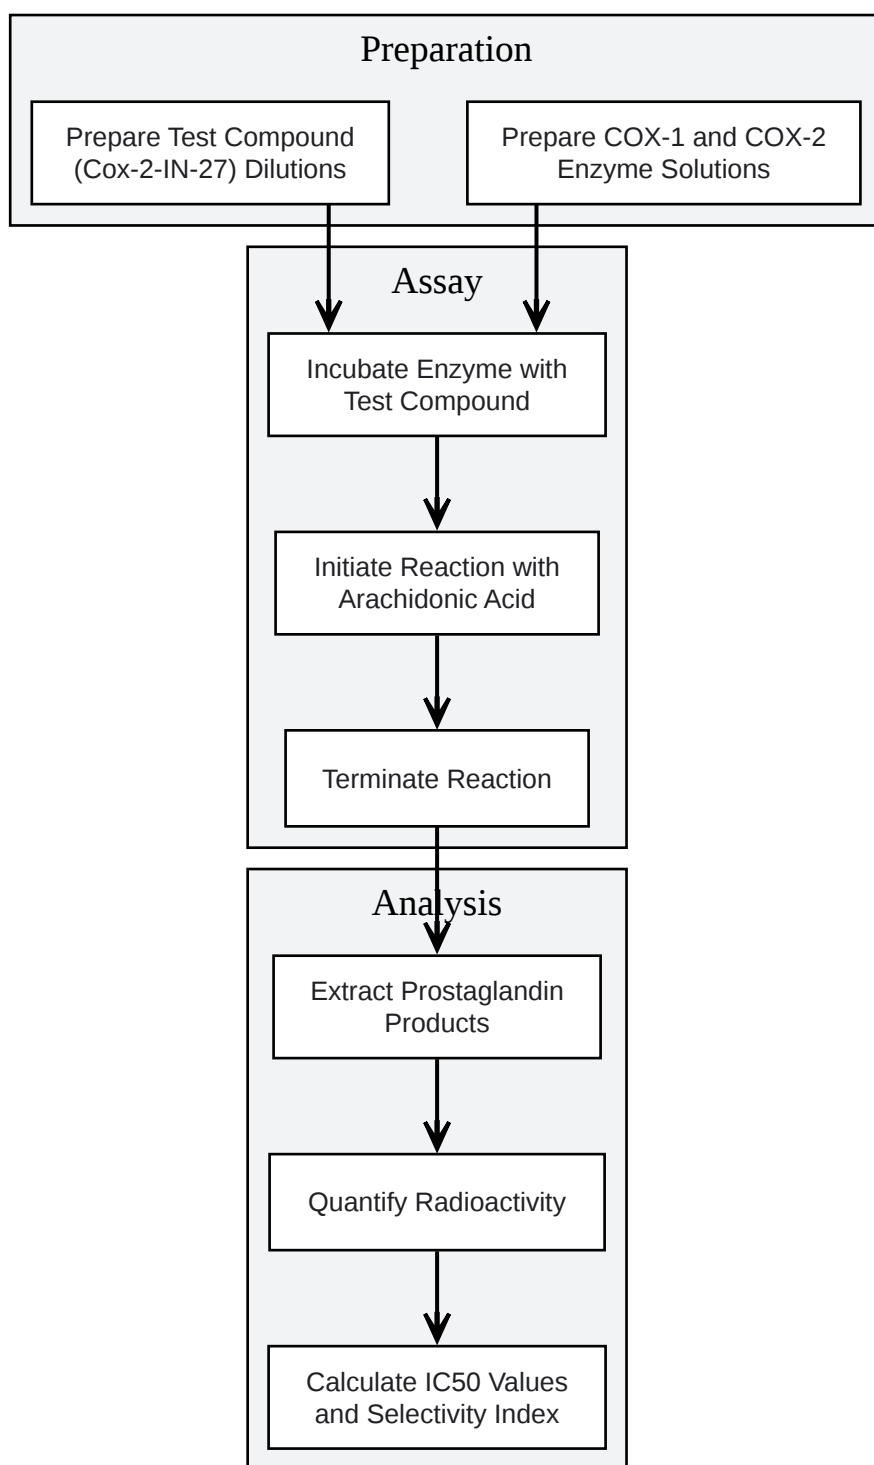 Preparation
Prepare Test Compound
(Cox-2-IN-27) Dilutions
Prepare COX-1 and COX-2
Enzyme Solutions
Assay
Incubate Enzyme with
Test Compound
Initiate Reaction with
Arachidonic Acid
Terminate Reaction
Analysis
Extract Prostaglandin
Products
Quantify Radioactivity
Calculate IC50 Values
and Selectivity Index